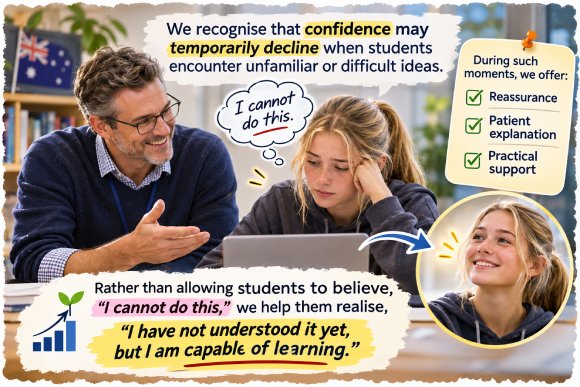 We recognise that confidence may
temporarily decline when students
encounter unfamiliar or difficult ideas.
I cannot
do this.
During such
moments, we offer:
Reassurance
Patient
explanation
Practical
support
Rather than allowing students to believe,
"I cannot do this," we help them realise,
"I have not understood it yet,
but I am capable of learning."